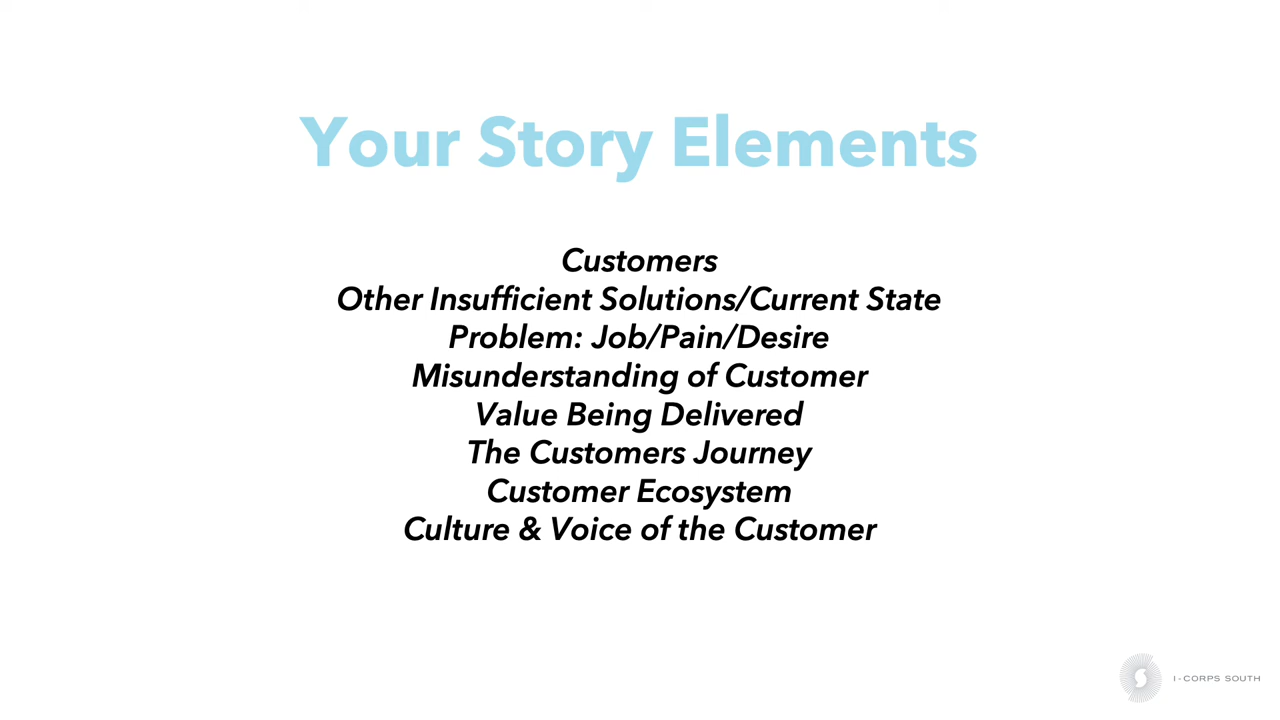 Your Story Elements
Customers
Other Insufficient Solutions/Current State
Problem: Job/Pain/Desire
Misunderstanding of Customer
Value Being Delivered
The Customers Journey
Customer Ecosystem
Culture & Voice of the Customer
I-CORPS SOUTH